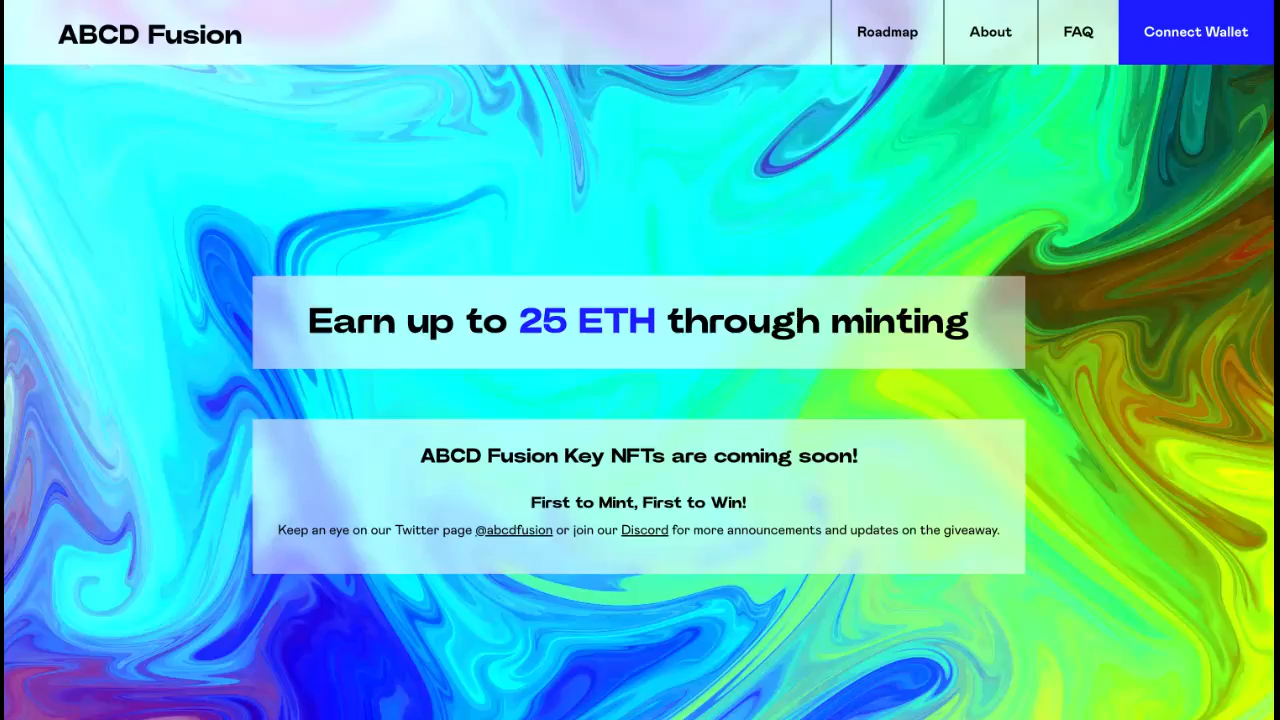 ABCD Fusion
Roadmap
About
FAQ
Connect Wallet
Earn up to 25 ETH through minting
ABCD Fusion Key NFTs are coming soon!
First to Mint, First to Win!
Keep an eye on our Twitter page @abcdfusion or join our Discord for more announcements and updates on the giveaway.